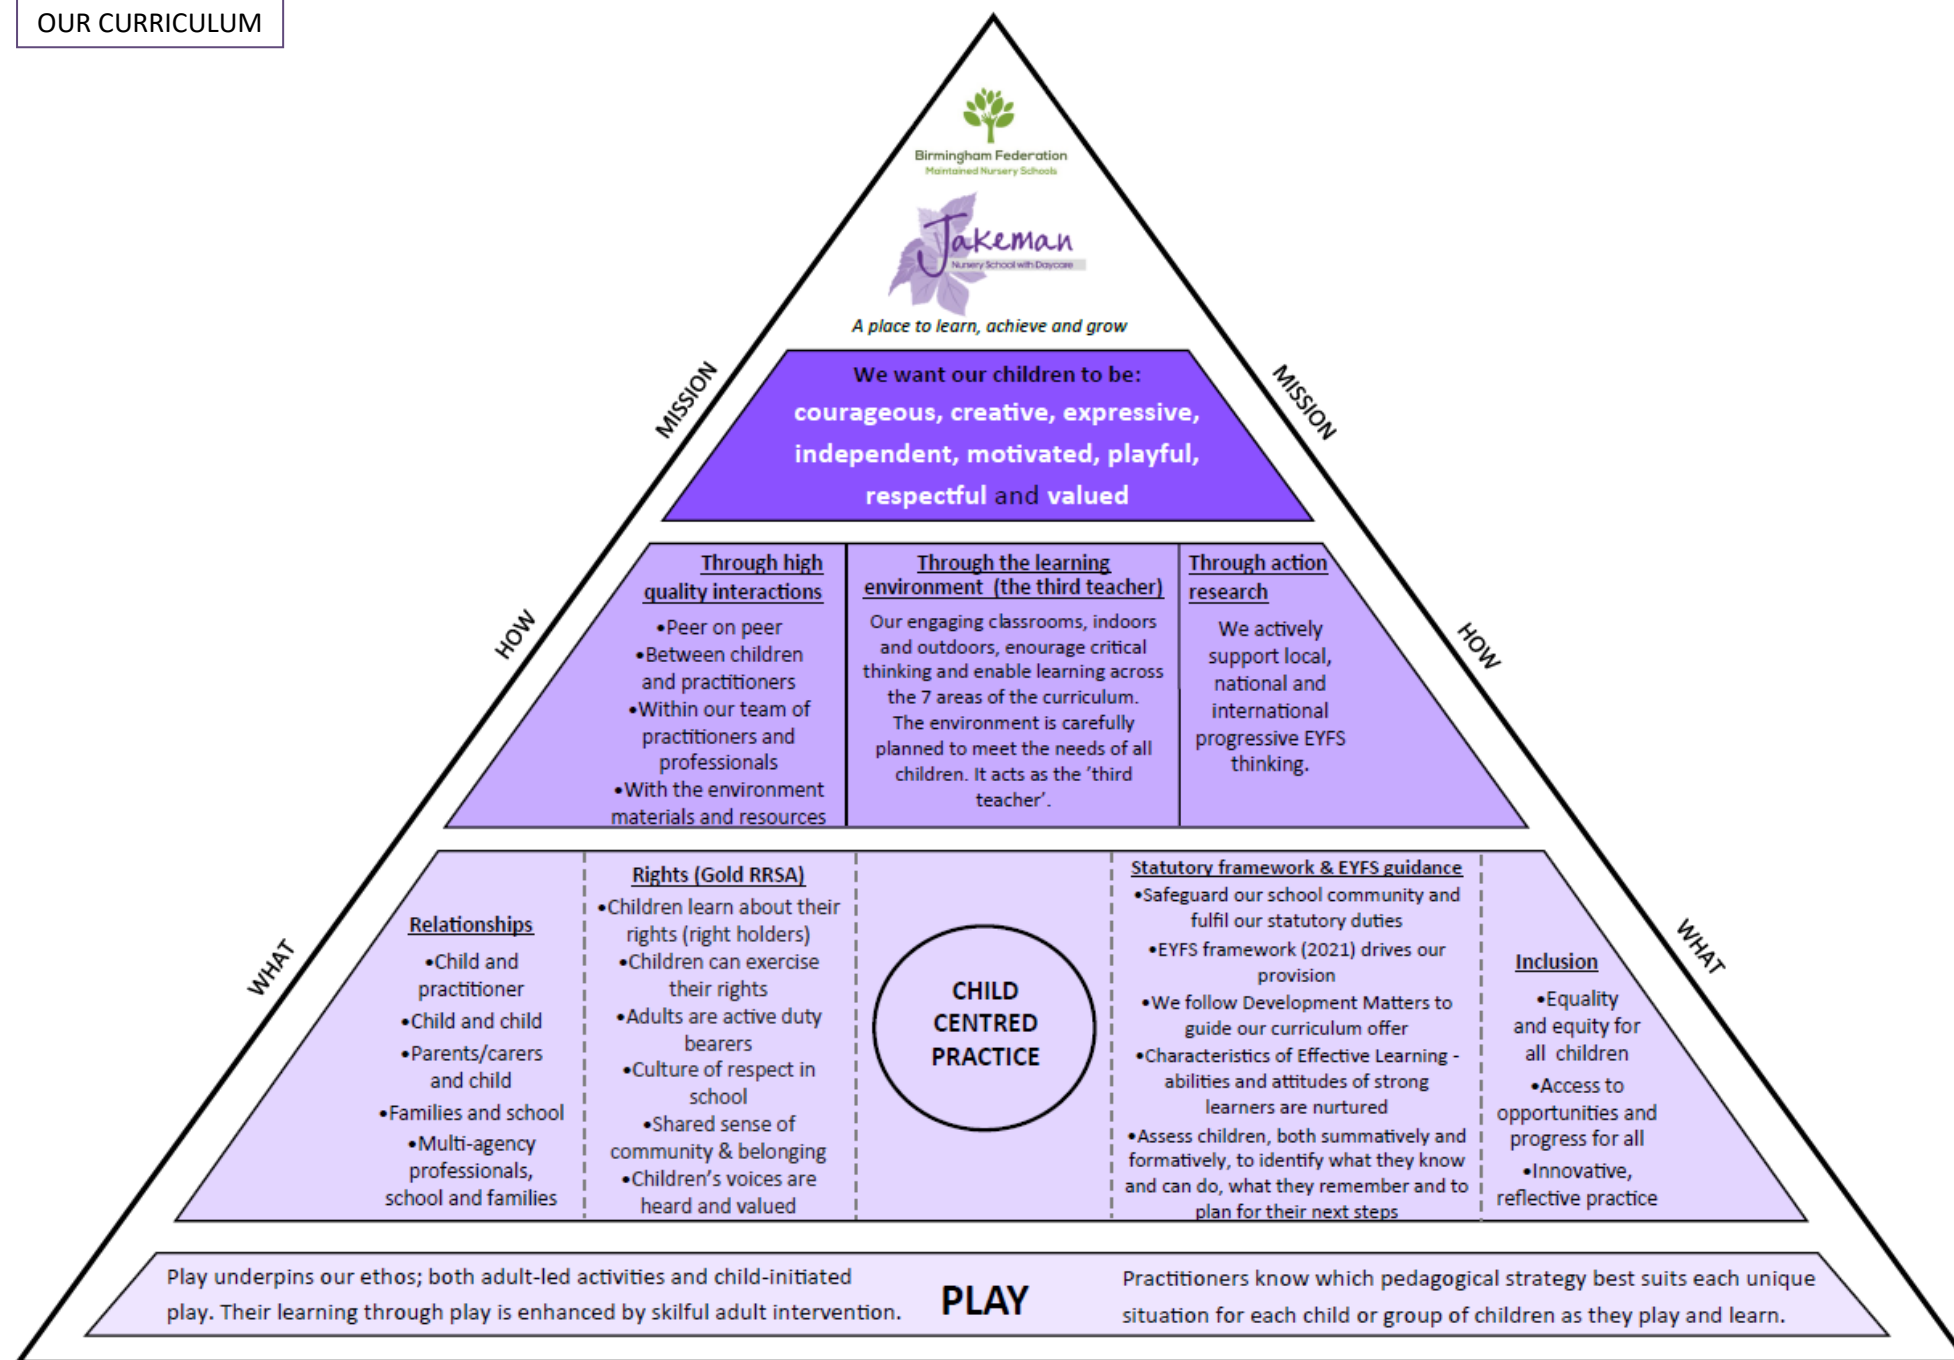 OUR CURRICULUM
Birmingham Federation
Maintained Nursery Schools
Jakeman
Nursery School with Daycare
A place to learn, achieve and grow
MISSION
MISSION
We want our children to be:
courageous, creative, expressive,
independent, motivated, playful,
respectful and valued
HOW
HOW
Through high
quality interactions
•Peer on peer
•Between children
and practitioners
•Within our team of
practitioners and
professionals
•With the environment
materials and resources
Through the learning
environment (the third teacher)
Our engaging classrooms, indoors
and outdoors, enourage critical
thinking and enable learning across
the 7 areas of the curriculum.
The environment is carefully
planned to meet the needs of all
children. It acts as the 'third
teacher'.
Through action
research
We actively
support local,
national and
international
progressive EYFS
thinking.
WHAT
WHAT
Relationships
•Child and
practitioner
•Child and child
•Parents/carers
and child
•Families and school
•Multi-agency
professionals,
school and families
Rights (Gold RRSA)
•Children learn about their
rights (right holders)
•Children can exercise
their rights
•Adults are active duty
bearers
•Culture of respect in
school
•Shared sense of
community & belonging
•Children's voices are
heard and valued
CHILD
CENTRED
PRACTICE
Statutory framework & EYFS guidance
•Safeguard our school community and
fulfil our statutory duties
•EYFS framework (2021) drives our
provision
•We follow Development Matters to
guide our curriculum offer
•Characteristics of Effective Learning -
abilities and attitudes of strong
learners are nurtured
•Assess children, both summatively and
formatively, to identify what they know
and can do, what they remember and to
plan for their next steps
Inclusion
•Equality
and equity for
all children
•Access to
opportunities and
progress for all
•Innovative,
reflective practice
Play underpins our ethos; both adult-led activities and child-initiated
play. Their learning through play is enhanced by skilful adult intervention.
PLAY
Practitioners know which pedagogical strategy best suits each unique
situation for each child or group of children as they play and learn.